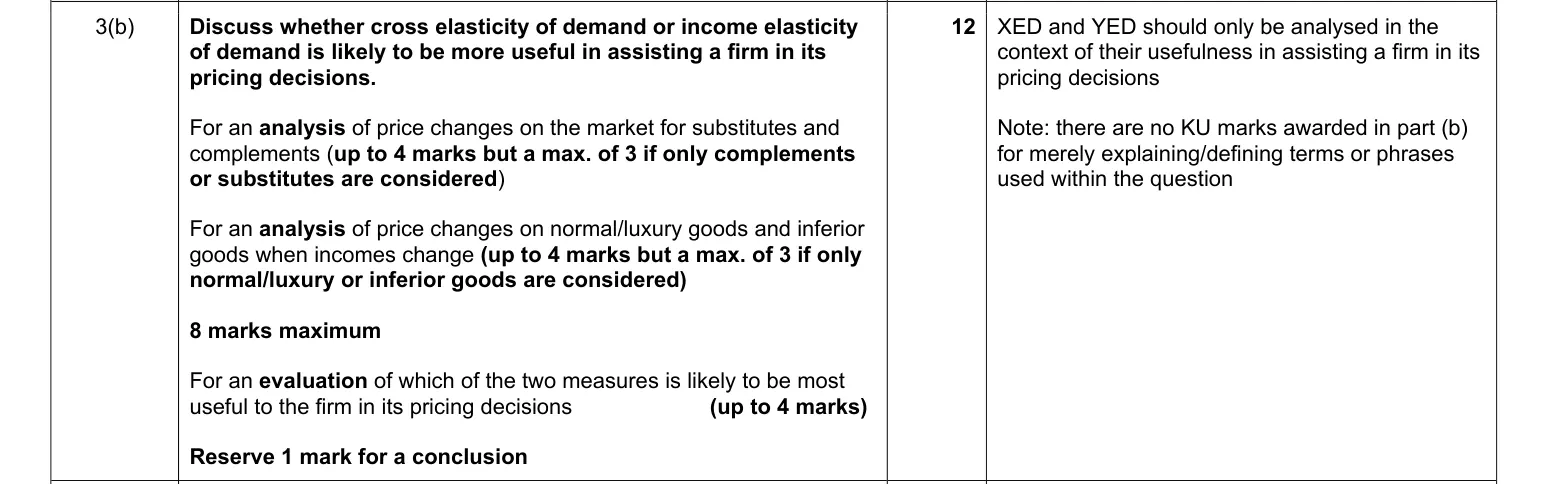 3(b)
Discuss whether cross elasticity of demand or income elasticity
of demand is likely to be more useful in assisting a firm in its
pricing decisions.
For an analysis of price changes on the market for substitutes and
complements (up to 4 marks but a max. of 3 if only complements
or substitutes are considered)
For an analysis of price changes on normal/luxury goods and inferior
goods when incomes change (up to 4 marks but a max. of 3 if only
normal/luxury or inferior goods are considered)
8 marks maximum
For an evaluation of which of the two measures is likely to be most
useful to the firm in its pricing decisions (up to 4 marks)
Reserve 1 mark for a conclusion
12
XED and YED should only be analysed in the
context of their usefulness in assisting a firm in its
pricing decisions
Note: there are no KU marks awarded in part (b)
for merely explaining/defining terms or phrases
used within the question